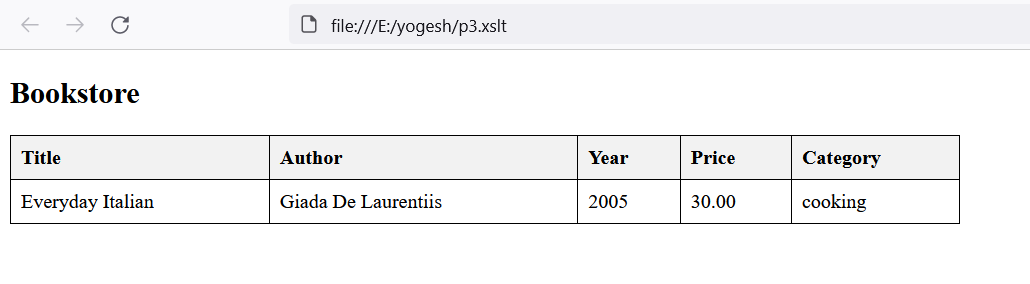 file:///E:/yogesh/p3.xslt
Bookstore
Title Author Year Price Category
Everyday Italian Giada De Laurentiis 2005 30.00 cooking